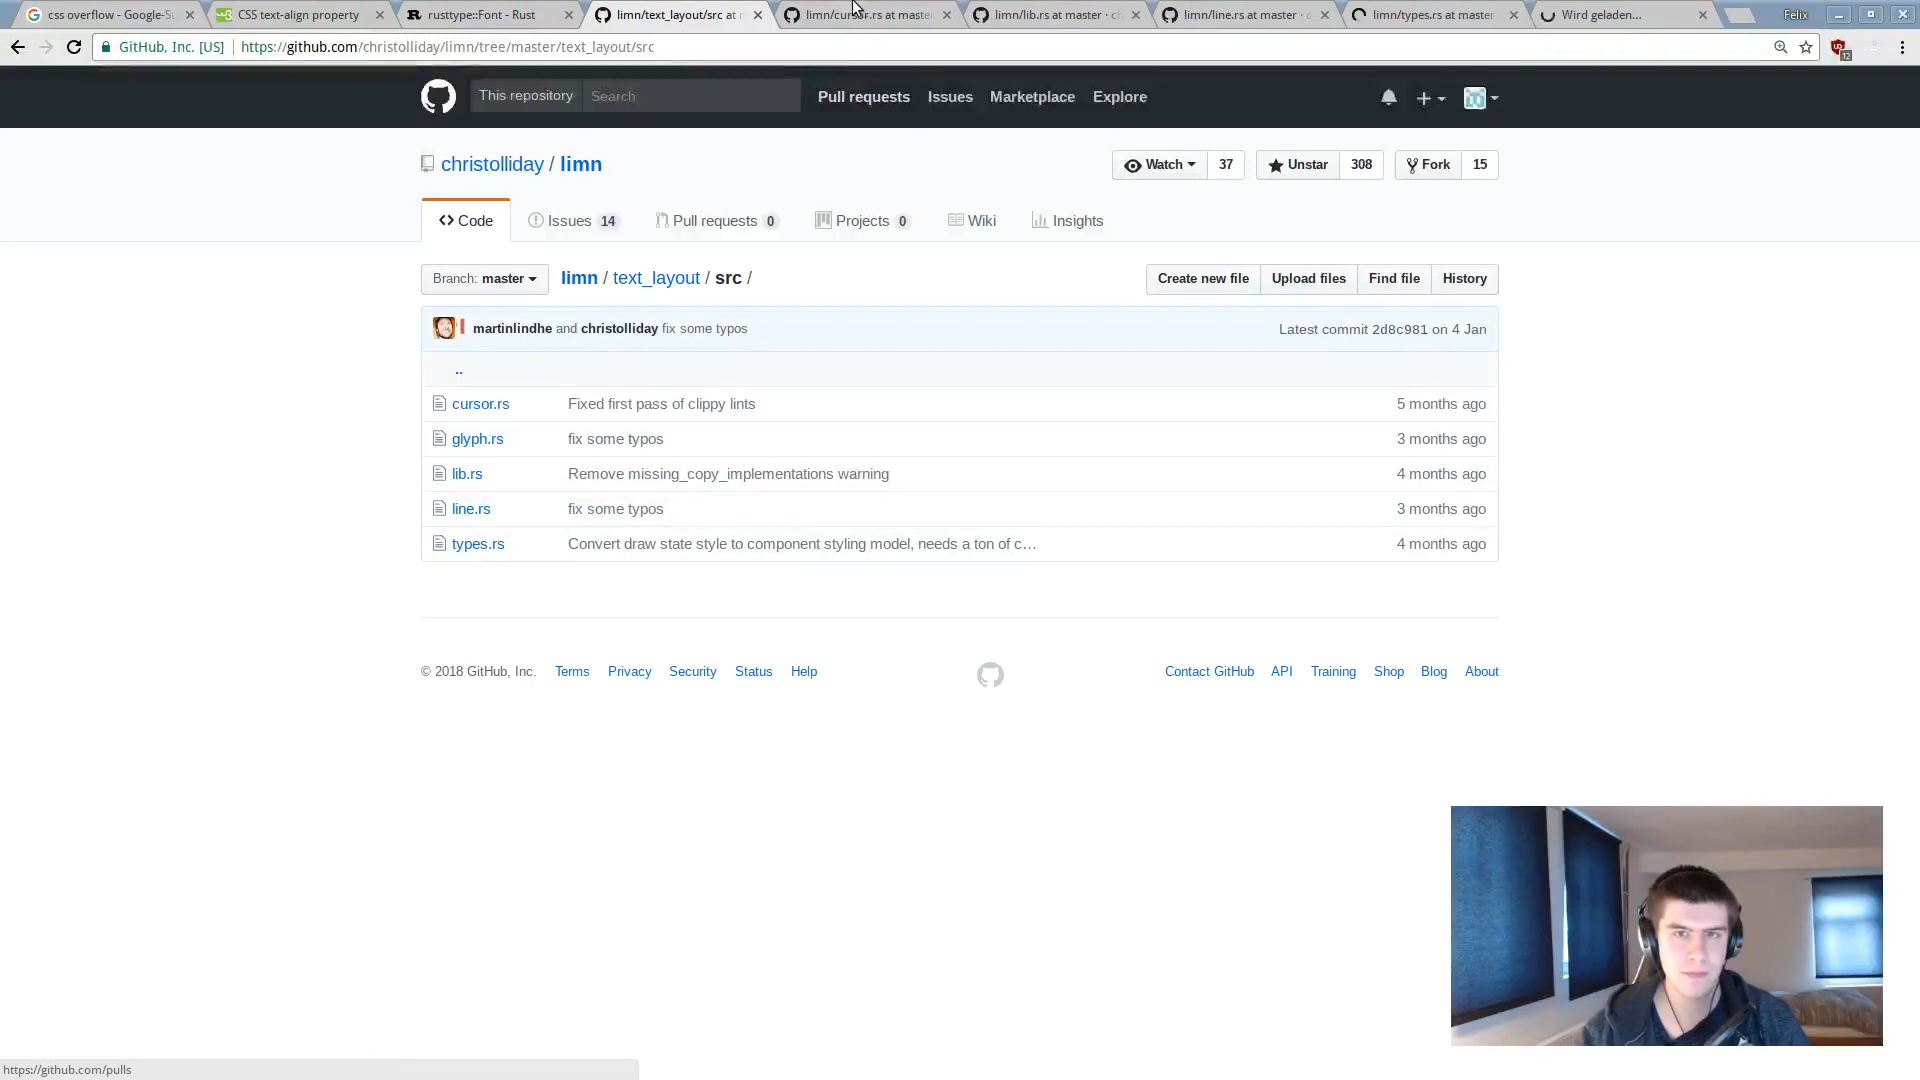 css overflow - Google-Su
CSS text-align property
rusttype::Font - Rust
limn/text_layout/src at m
limn/cursor.rs at master
limn/lib.rs at master · ch
limn/line.rs at master · c
limn/types.rs at master
Wird geladen...
Felix
GitHub, Inc. [US]
https://github.com/christolliday/limn/tree/master/text_layout/src
12
This repository
Search
Pull requests
Issues
Marketplace
Explore
christolliday / limn
Watch
37
Unstar
308
Fork
15
Code
Issues 14
Pull requests 0
Projects 0
Wiki
Insights
Branch: master
limn / text_layout / src /
Create new file
Upload files
Find file
History
martinlindhe and christolliday fix some typos
Latest commit 2d8c981 on 4 Jan
..
cursor.rs Fixed first pass of clippy lints 5 months ago
glyph.rs fix some typos 3 months ago
lib.rs Remove missing_copy_implementations warning 4 months ago
line.rs fix some typos 3 months ago
types.rs Convert draw state style to component styling model, needs a ton of c… 4 months ago
© 2018 GitHub, Inc.
Terms
Privacy
Security
Status
Help
Contact GitHub
API
Training
Shop
Blog
About
https://github.com/pulls